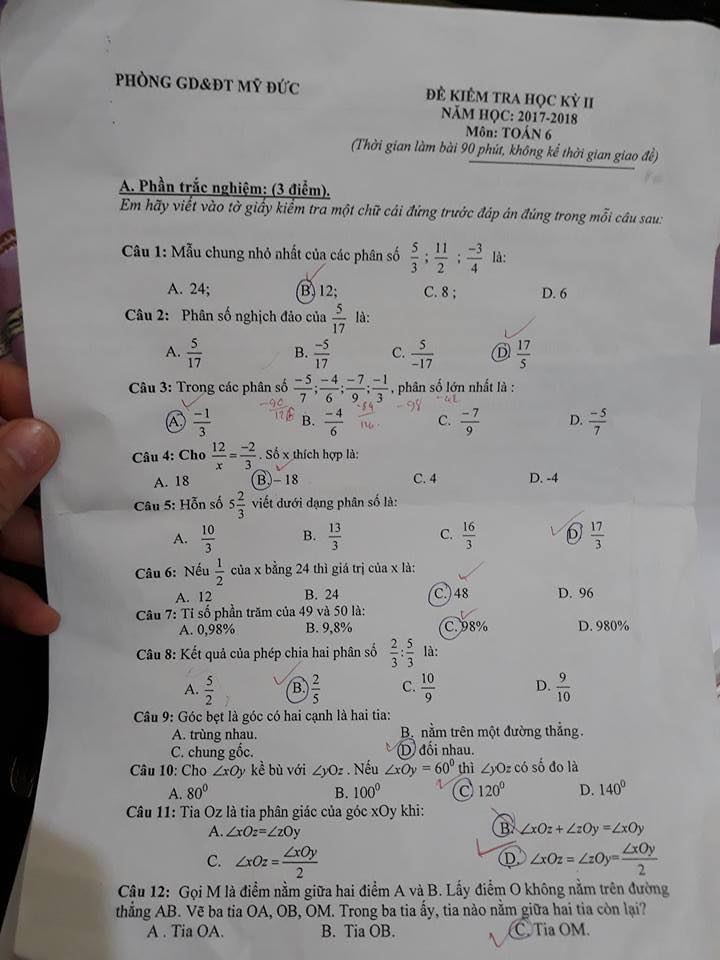 PHÒNG GD&ĐT MỸ ĐỨC
ĐỀ KIỂM TRA HỌC KỲ II
NĂM HỌC: 2017-2018
Môn: TOÁN 6
(Thời gian làm bài 90 phút, không kể thời gian giao đề)
A. Phần trắc nghiệm: (3 điểm).
Em hãy viết vào tờ giấy kiểm tra một chữ cái đứng trước đáp án đúng trong mỗi câu sau:
Câu 1: Mẫu chung nhỏ nhất của các phân số 5/3 ; 11/2 ; -3/4 là:
A. 24; B. 12; C. 8 ; D. 6
Câu 2: Phân số nghịch đảo của 5/17 là:
A. 5/17 B. -5/17 C. 5/-17 D. 17/5
Câu 3: Trong các phân số -5/7 ; -4/6 ; -7/9 ; -1/3 , phân số lớn nhất là :
-90/126 -84/126 -98 -42
A. -1/3 B. -4/6 C. -7/9 D. -5/7
Câu 4: Cho 12/x = -2/3 . Số x thích hợp là:
A. 18 B. – 18 C. 4 D. -4
Câu 5: Hỗn số 5 2/3 viết dưới dạng phân số là:
A. 10/3 B. 13/3 C. 16/3 D. 17/3
Câu 6: Nếu 1/2 của x bằng 24 thì giá trị của x là:
A. 12 B. 24 C. 48 D. 96
Câu 7: Tỉ số phần trăm của 49 và 50 là:
A. 0,98% B. 9,8% C. 98% D. 980%
Câu 8: Kết quả của phép chia hai phân số 2/3 : 5/3 là:
A. 5/2 B. 2/5 C. 10/9 D. 9/10
Câu 9: Góc bẹt là góc có hai cạnh là hai tia:
A. trùng nhau. B. nằm trên một đường thẳng.
C. chung gốc. D. đối nhau.
Câu 10: Cho ∠xOy kề bù với ∠yOz . Nếu ∠xOy = 60⁰ thì ∠yOz có số đo là
A. 80⁰ B. 100⁰ C. 120⁰ D. 140⁰
Câu 11: Tia Oz là tia phân giác của góc xOy khi:
A. ∠xOz=∠zOy B. ∠xOz + ∠zOy =∠xOy
C. ∠xOz = ∠xOy/2 D. ∠xOz = ∠zOy= ∠xOy/2
Câu 12: Gọi M là điểm nằm giữa hai điểm A và B. Lấy điểm O không nằm trên đường
thẳng AB. Vẽ ba tia OA, OB, OM. Trong ba tia ấy, tia nào nằm giữa hai tia còn lại?
A . Tia OA. B. Tia OB. C. Tia OM.